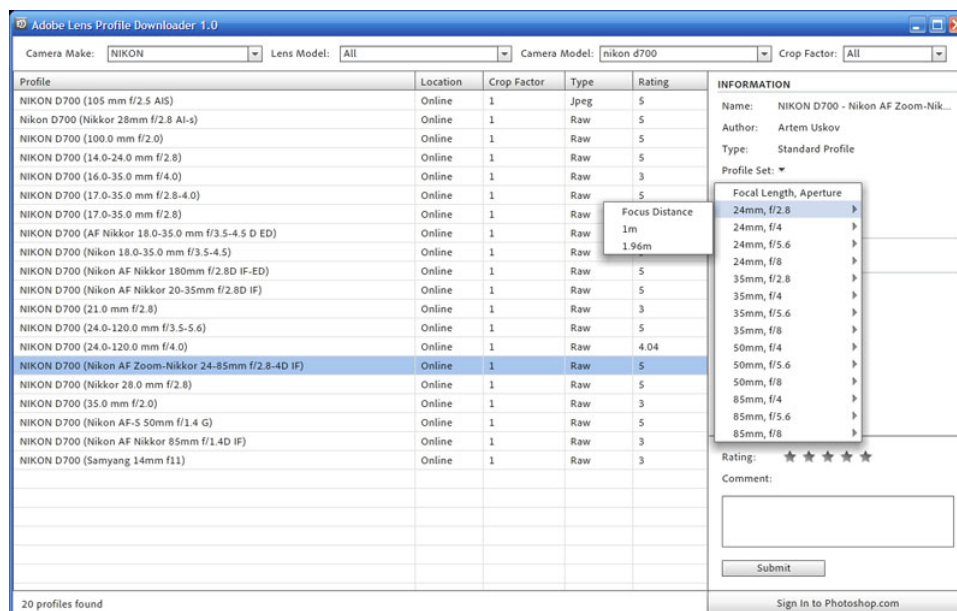 Adobe Lens Profile Downloader 1.0
Camera Make: NIKON Lens Model: All Camera Model: nikon d700 Crop Factor: All
Profile Location Crop Factor Type Rating
NIKON D700 (105 mm f/2.5 AIS) Online 1 Jpeg 5
Nikon D700 (Nikkor 28mm f/2.8 AI-s) Online 1 Raw 5
NIKON D700 (100.0 mm f/2.0) Online 1 Raw 5
NIKON D700 (14.0-24.0 mm f/2.8) Online 1 Raw 5
NIKON D700 (16.0-35.0 mm f/4.0) Online 1 Raw 3
NIKON D700 (17.0-35.0 mm f/2.8-4.0) Online 1 Raw 5
NIKON D700 (17.0-35.0 mm f/2.8) Online 1 Raw
NIKON D700 (AF Nikkor 18.0-35.0 mm f/3.5-4.5 D ED) Online 1 Raw
NIKON D700 (Nikon 18.0-35.0 mm f/3.5-4.5) Online 1 Raw
NIKON D700 (Nikon AF Nikkor 180mm f/2.8D IF-ED) Online 1 Raw 5
NIKON D700 (Nikon AF Nikkor 20-35mm f/2.8D IF) Online 1 Raw 5
NIKON D700 (21.0 mm f/2.8) Online 1 Raw 3
NIKON D700 (24.0-120.0 mm f/3.5-5.6) Online 1 Raw 5
NIKON D700 (24.0-120.0 mm f/4.0) Online 1 Raw 4.04
NIKON D700 (Nikon AF Zoom-Nikkor 24-85mm f/2.8-4D IF) Online 1 Raw 5
NIKON D700 (Nikkor 28.0 mm f/2.8) Online 1 Raw 5
NIKON D700 (35.0 mm f/2.0) Online 1 Raw 3
NIKON D700 (Nikon AF-S 50mm f/1.4 G) Online 1 Raw 5
NIKON D700 (Nikon AF Nikkor 85mm f/1.4D IF) Online 1 Raw 3
NIKON D700 (Samyang 14mm f11) Online 1 Raw 3
20 profiles found
Focus Distance
1m
1.96m
INFORMATION
Name: NIKON D700 - Nikon AF Zoom-Nik...
Author: Artem Uskov
Type: Standard Profile
Profile Set:
Focal Length, Aperture
24mm, f/2.8
24mm, f/4
24mm, f/5.6
24mm, f/8
35mm, f/2.8
35mm, f/4
35mm, f/5.6
35mm, f/8
50mm, f/4
50mm, f/5.6
50mm, f/8
85mm, f/4
85mm, f/5.6
85mm, f/8
Rating:
Comment:
Submit
Sign In to Photoshop.com